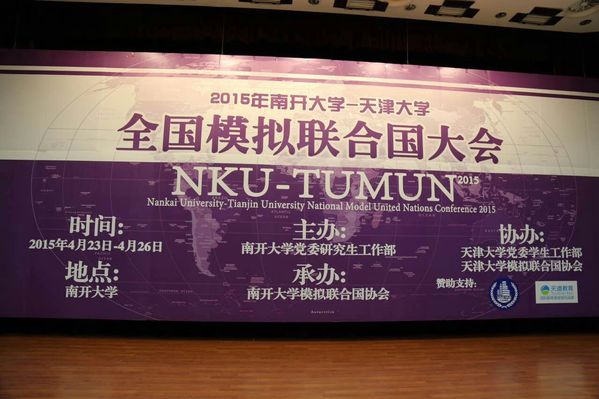 2015年南开大学-天津大学
全国模拟联合国大会
NKU-TUMUN2015
Nankai University-Tianjin University National Model United Nations Conference 2015
时间:
2015年4月23日-4月26日
地点:
南开大学
主办:
南开大学党委研究生工作部
承办:
南开大学模拟联合国协会
协办:
天津大学党委学生工作部
天津大学模拟联合国协会
赞助支持:
天道教育